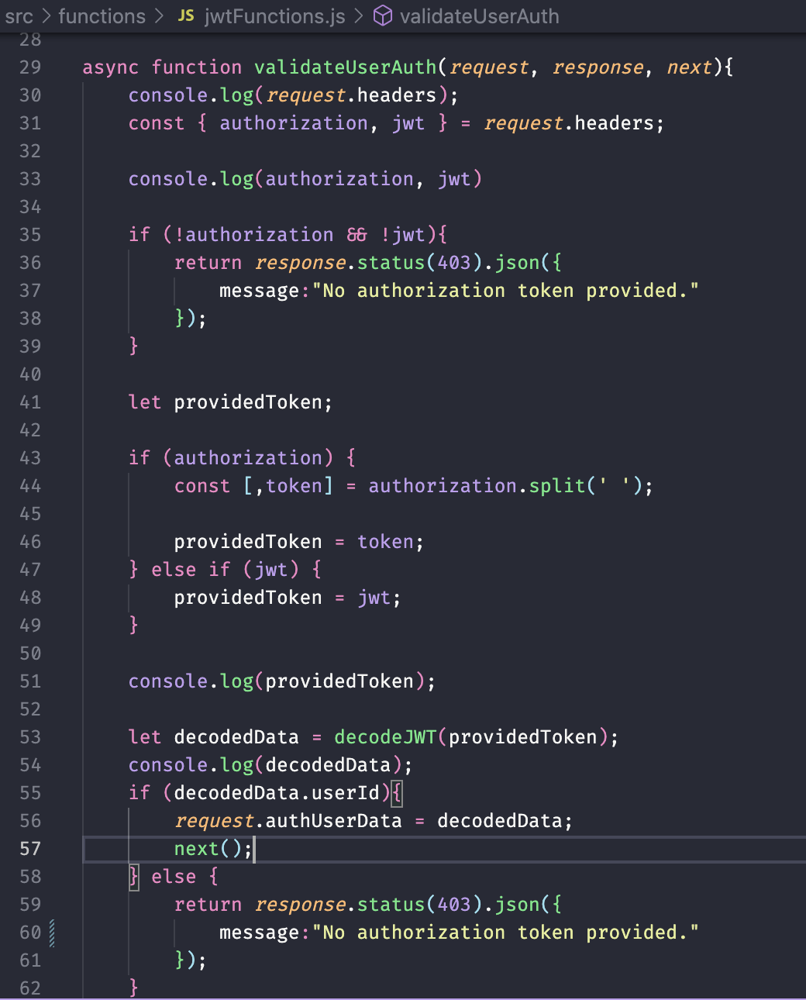 src > functions > JS jwtFunctions.js > validateUserAuth
28
29 async function validateUserAuth(request, response, next){
30     console.log(request.headers);
31     const { authorization, jwt } = request.headers;
32
33     console.log(authorization, jwt)
34
35     if (!authorization && !jwt){
36         return response.status(403).json({
37             message:"No authorization token provided."
38         });
39     }
40
41     let providedToken;
42
43     if (authorization) {
44         const [,token] = authorization.split(' ');
45
46         providedToken = token;
47     } else if (jwt) {
48         providedToken = jwt;
49     }
50
51     console.log(providedToken);
52
53     let decodedData = decodeJWT(providedToken);
54     console.log(decodedData);
55     if (decodedData.userId){
56         request.authUserData = decodedData;
57         next();
58     } else {
59         return response.status(403).json({
60             message:"No authorization token provided."
61         });
62     }